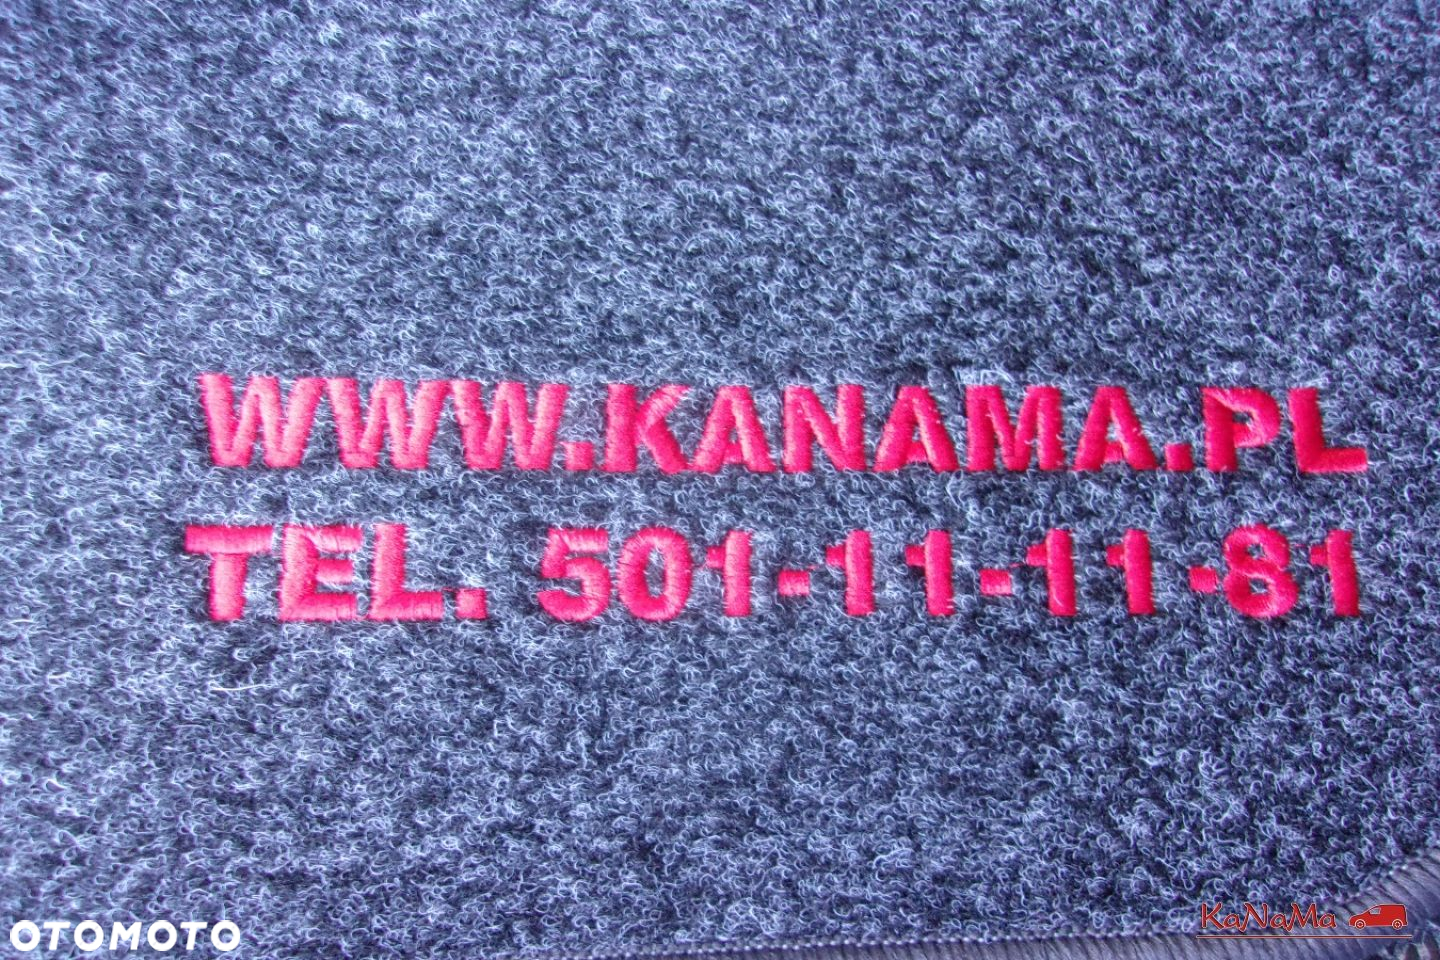 WWW.KANAMA.PL
TEL. 501-11-11-81
OTOMOTO
KaNaMa